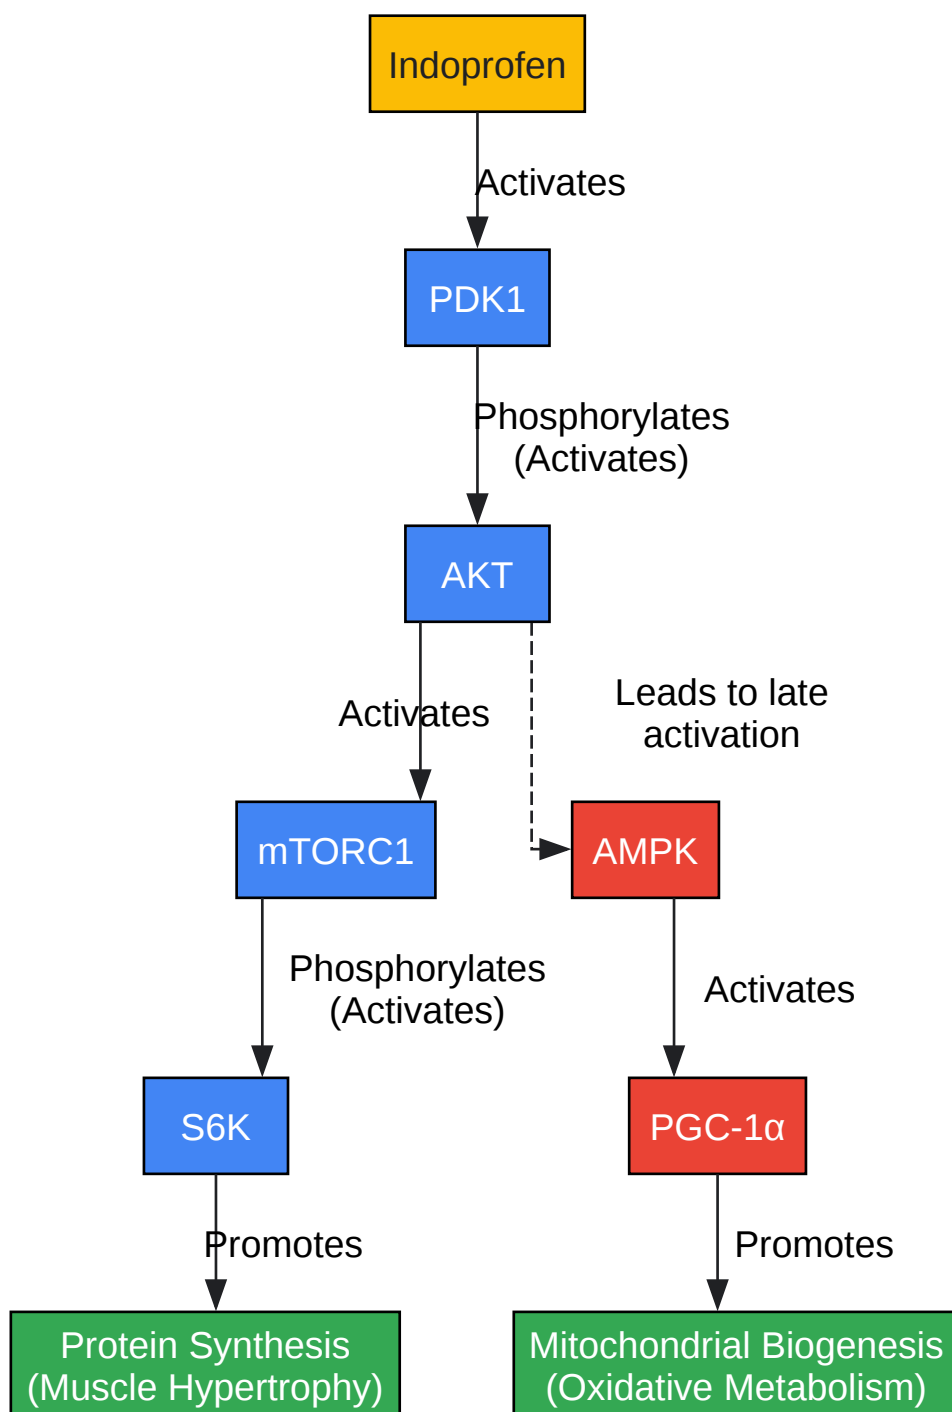 Indoprofen
Activates
PDK1
Phosphorylates
(Activates)
AKT
Activates
Leads to late
activation
mTORC1
AMPK
Phosphorylates
(Activates)
Activates
S6K
PGC-1α
Promotes
Promotes
Protein Synthesis
(Muscle Hypertrophy)
Mitochondrial Biogenesis
(Oxidative Metabolism)